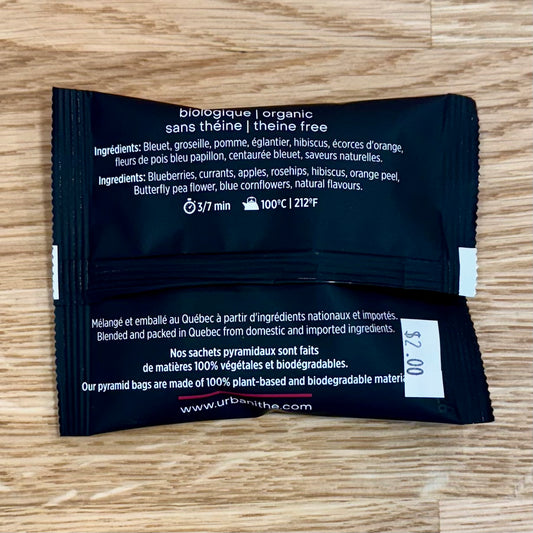 biologique | organic
sans théine | theine free
Ingrédients: Bleuet, groseille, pomme, églantier, hibiscus, écorces d'orange,
fleurs de pois bleu papillon, centaurée bleuet, saveurs naturelles.
Ingredients: Blueberries, currants, apples, rosehips, hibiscus, orange peel,
Butterfly pea flower, blue cornflowers, natural flavours.
3/7 min 100°C | 212°F
Mélangé et emballé au Québec à partir d'ingrédients nationaux et importés.
Blended and packed in Quebec from domestic and imported ingredients.
Nos sachets pyramidaux sont faits
de matières 100% végétales et biodégradables.
Our pyramid bags are made of 100% plant-based and biodegradable materia
www.urbanithe.com
$2.00